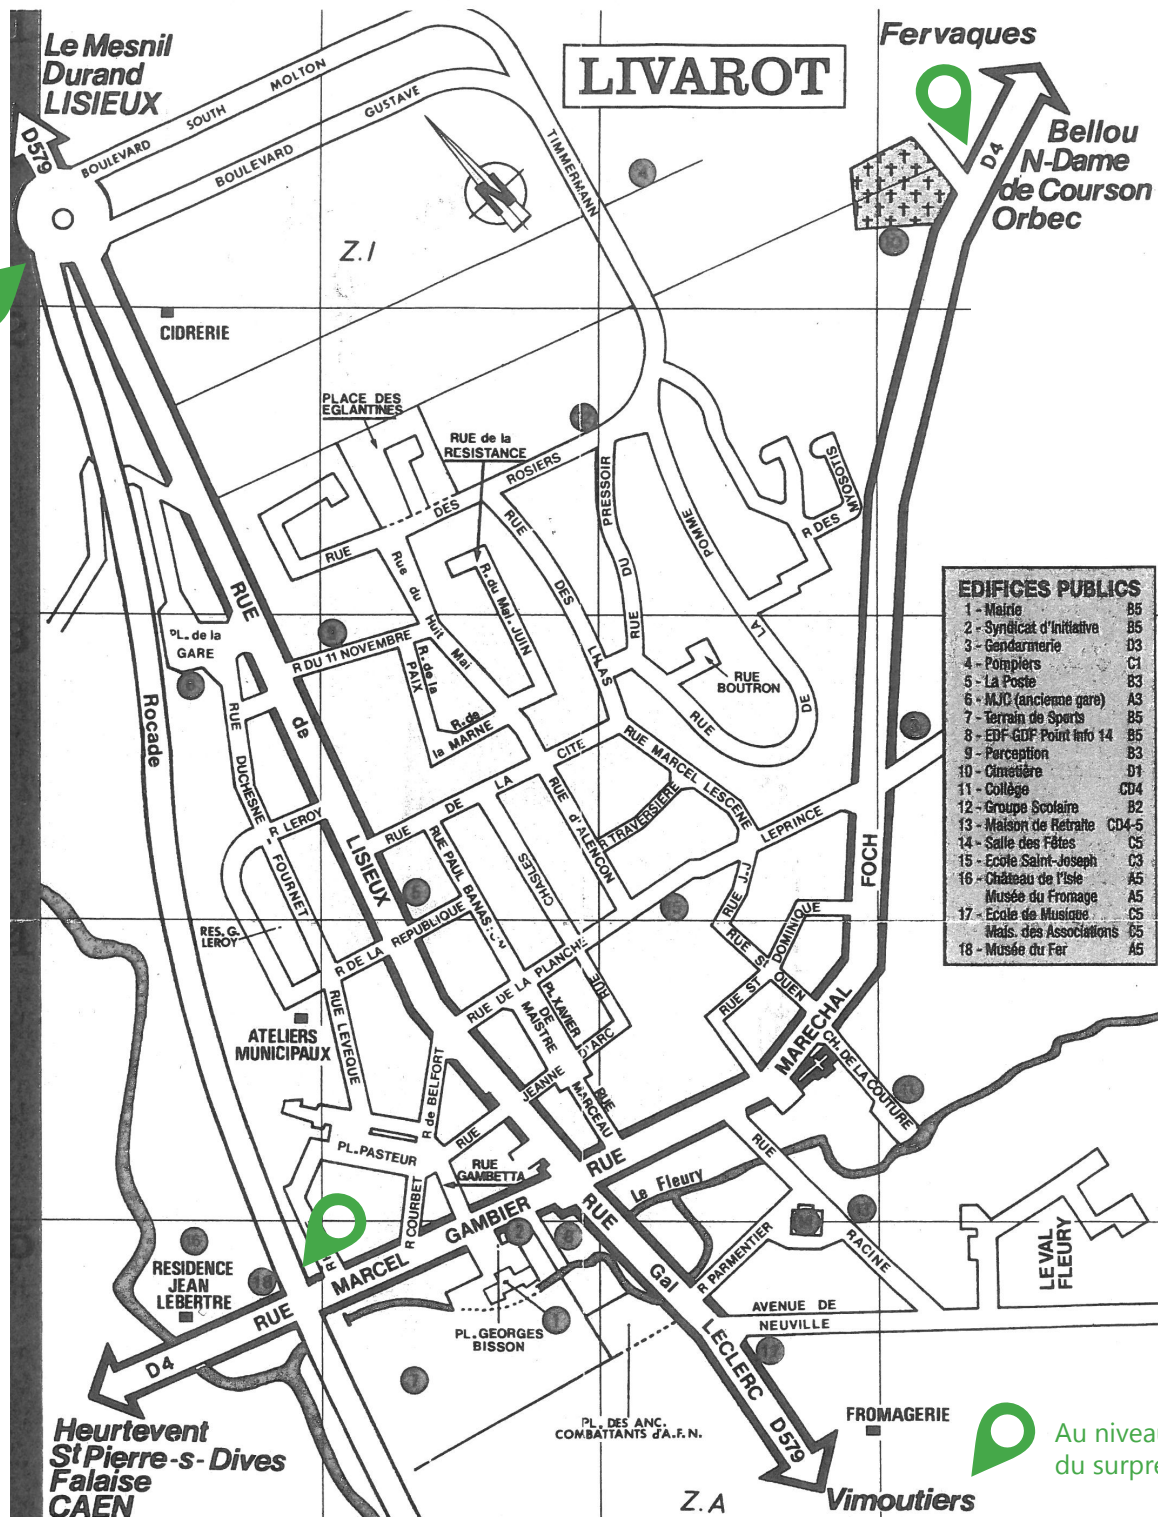 LIVAROT
Le Mesnil
Durand
LISIEUX
D579
Fervaques
D4
Bellou
N-Dame
de Courson
Orbec
BOULEVARD SOUTH MOLTON
BOULEVARD GUSTAVE
TIMMERMANN
N
Z.I
CIDRERIE
PLACE DES
EGLANTINES
RUE de la
RESISTANCE
RUE DES ROSIERS
RUE DU PRESSOIR
RUE DE LA POMME
R DES MYOSOTIS
RUE DES LILAS
Rue du Huit Mai
R. du Mal. JUIN
R DU 11 NOVEMBRE
R. de la
PAIX
R. de
la MARNE
RUE
BOUTRON
PL. de la
GARE
RUE DUCHESNE
Rocade
RUE de LISIEUX
R LEROY
FOURNET
RES. G.
LEROY
RUE DE LA CITE
RUE MARCEL LESCENE
R TRAVERSIERE
RUE d'ALENCON
CHASLES
RUE PAUL BANASTON
R DE LA REPUBLIQUE
RUE J.J
LEPRINCE
FOCH
RUE DE LA PLANCHE
RUE
PL. XAVIER
DE
MAISTRE
RUE ST OUEN
RUE ST DOMINIQUE
MARECHAL
CH. DE LA COUTURE
ATELIERS
MUNICIPAUX
RUE LEVEQUE
R de BELFORT
RUE JEANNE D'ARC
RUE
MARCEAU
PL. PASTEUR
RUE
GAMBETTA
R COURBET
RUE
Le Fleury
RUE RACINE
R PARMENTIER
LE VAL
FLEURY
AVENUE DE
NEUVILLE
RUE MARCEL GAMBIER
RESIDENCE
JEAN
LEBERTRE
PL. GEORGES
BISSON
RUE Gal LECLERC D579
PL. DES ANC.
COMBATTANTS d'A.F.N.
FROMAGERIE
D4
Heurtevent
St Pierre-s-Dives
Falaise
CAEN
Z.A
Vimoutiers
Au niveau
du surpre
EDIFICES PUBLICS
1 - Mairie B5
2 - Syndicat d'Initiative B5
3 - Gendarmerie D3
4 - Pompiers C1
5 - La Poste B3
6 - MJC (ancienne gare) A3
7 - Terrain de Sports B5
8 - EDF-GDF Point Info 14 B5
9 - Perception B3
10 - Cimetière D1
11 - Collège CD4
12 - Groupe Scolaire B2
13 - Maison de Retraite CD4-5
14 - Salle des Fêtes C5
15 - Ecole Saint-Joseph C3
16 - Château de l'Isle A5
Musée du Fromage A5
17 - Ecole de Musique C5
Mais. des Associations C5
18 - Musée du Fer A5